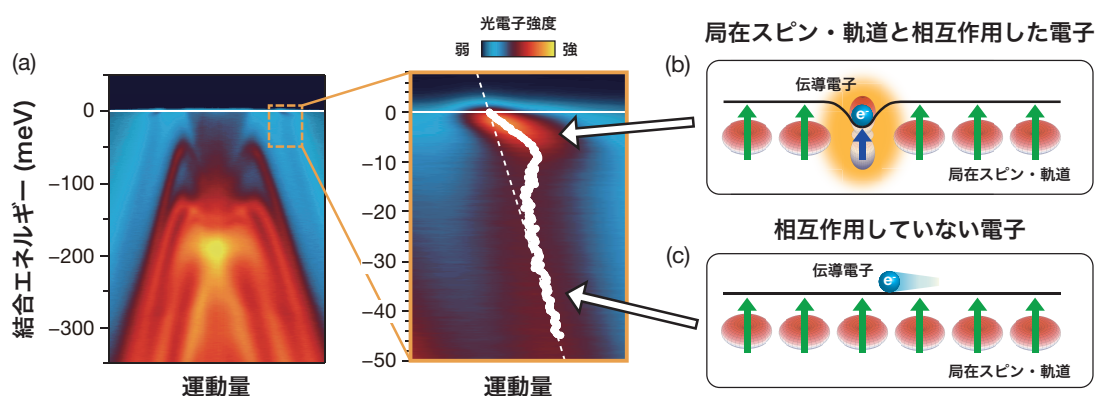 (a)
結合エネルギー (meV)
0
−100
−200
−300
運動量
光電子強度
弱
強
0
−10
−20
−30
−40
−50
運動量
局在スピン・軌道と相互作用した電子
(b)
伝導電子
e⁻
局在スピン・軌道
相互作用していない電子
(c)
伝導電子
e⁻
局在スピン・軌道